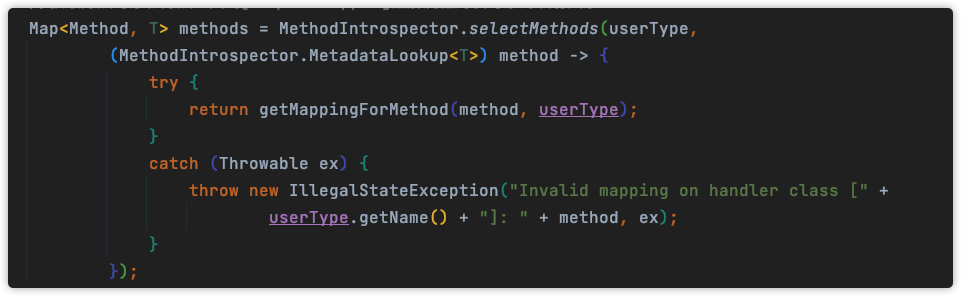 Map<Method, T> methods = MethodIntrospector.selectMethods(userType,
        (MethodIntrospector.MetadataLookup<T>) method -> {
            try {
                return getMappingForMethod(method, userType);
            }
            catch (Throwable ex) {
                throw new IllegalStateException("Invalid mapping on handler class [" +
                        userType.getName() + "]: " + method, ex);
            }
        });